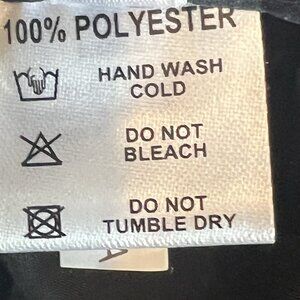 100% POLYESTER
HAND WASH
COLD
DO NOT
BLEACH
DO NOT
TUMBLE DRY